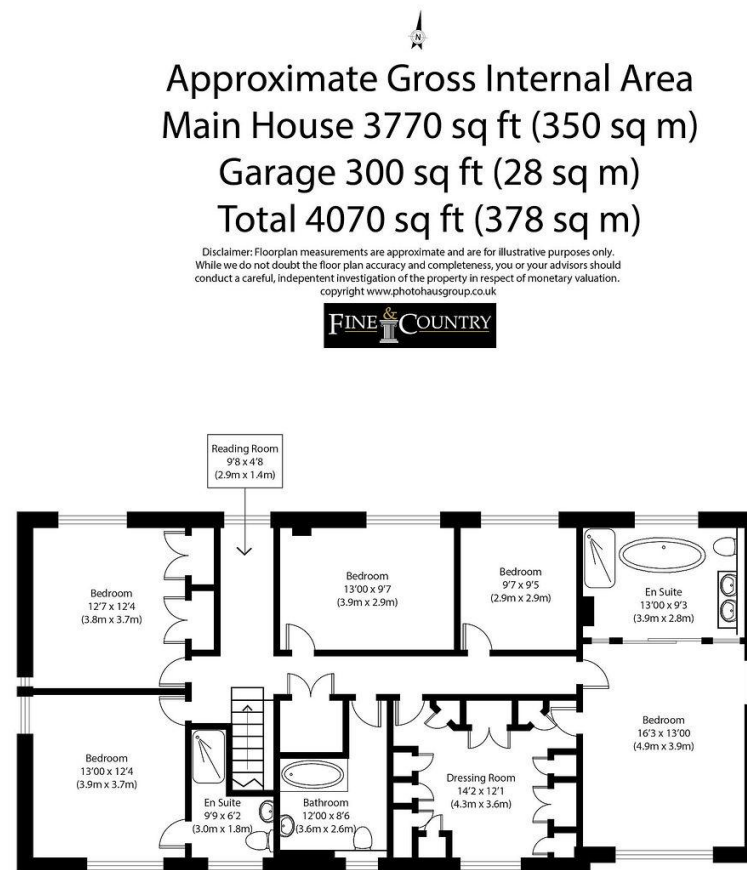 N
Approximate Gross Internal Area
Main House 3770 sq ft (350 sq m)
Garage 300 sq ft (28 sq m)
Total 4070 sq ft (378 sq m)
Disclaimer: Floorplan measurements are approximate and are for illustrative purposes only.
While we do not doubt the floor plan accuracy and completeness, you or your advisors should
conduct a careful, indepentent investigation of the property in respect of monetary valuation.
copyright www.photohausgroup.co.uk
FINE & COUNTRY
Reading Room
9'8 x 4'8
(2.9m x 1.4m)
Bedroom
12'7 x 12'4
(3.8m x 3.7m)
Bedroom
13'00 x 9'7
(3.9m x 2.9m)
Bedroom
9'7 x 9'5
(2.9m x 2.9m)
En Suite
13'00 x 9'3
(3.9m x 2.8m)
Bedroom
13'00 x 12'4
(3.9m x 3.7m)
En Suite
9'9 x 6'2
(3.0m x 1.8m)
Bathroom
12'00 x 8'6
(3.6m x 2.6m)
Dressing Room
14'2 x 12'1
(4.3m x 3.6m)
Bedroom
16'3 x 13'00
(4.9m x 3.9m)